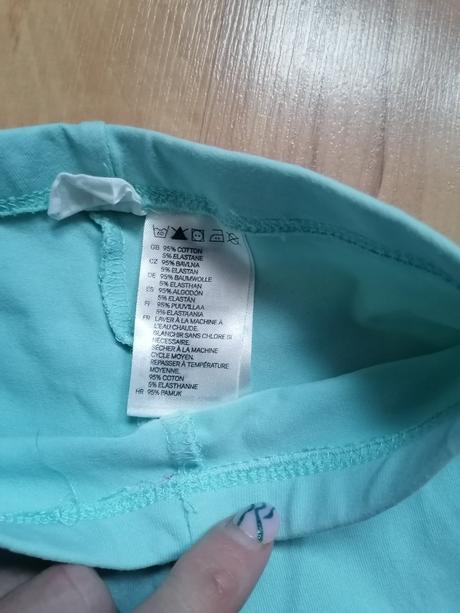 GB 95% COTTON
5% ELASTANE
CZ 95% BAVLNA
5% ELASTAN
DE 95% BAUMWOLLE
5% ELASTHAN
ES 95% ALGODÓN
5% ELASTÁN
FI 95% PUUVILLAA
5% ELASTAANIA
FR LAVER À LA MACHINE À
L'EAU CHAUDE.
BLANCHIR SANS CHLORE SI
NÉCESSAIRE.
SÉCHER À LA MACHINE
CYCLE MOYEN.
REPASSER À TEMPÉRATURE
MOYENNE.
95% COTON
5% ELASTHANNE
HR 95% PAMUK